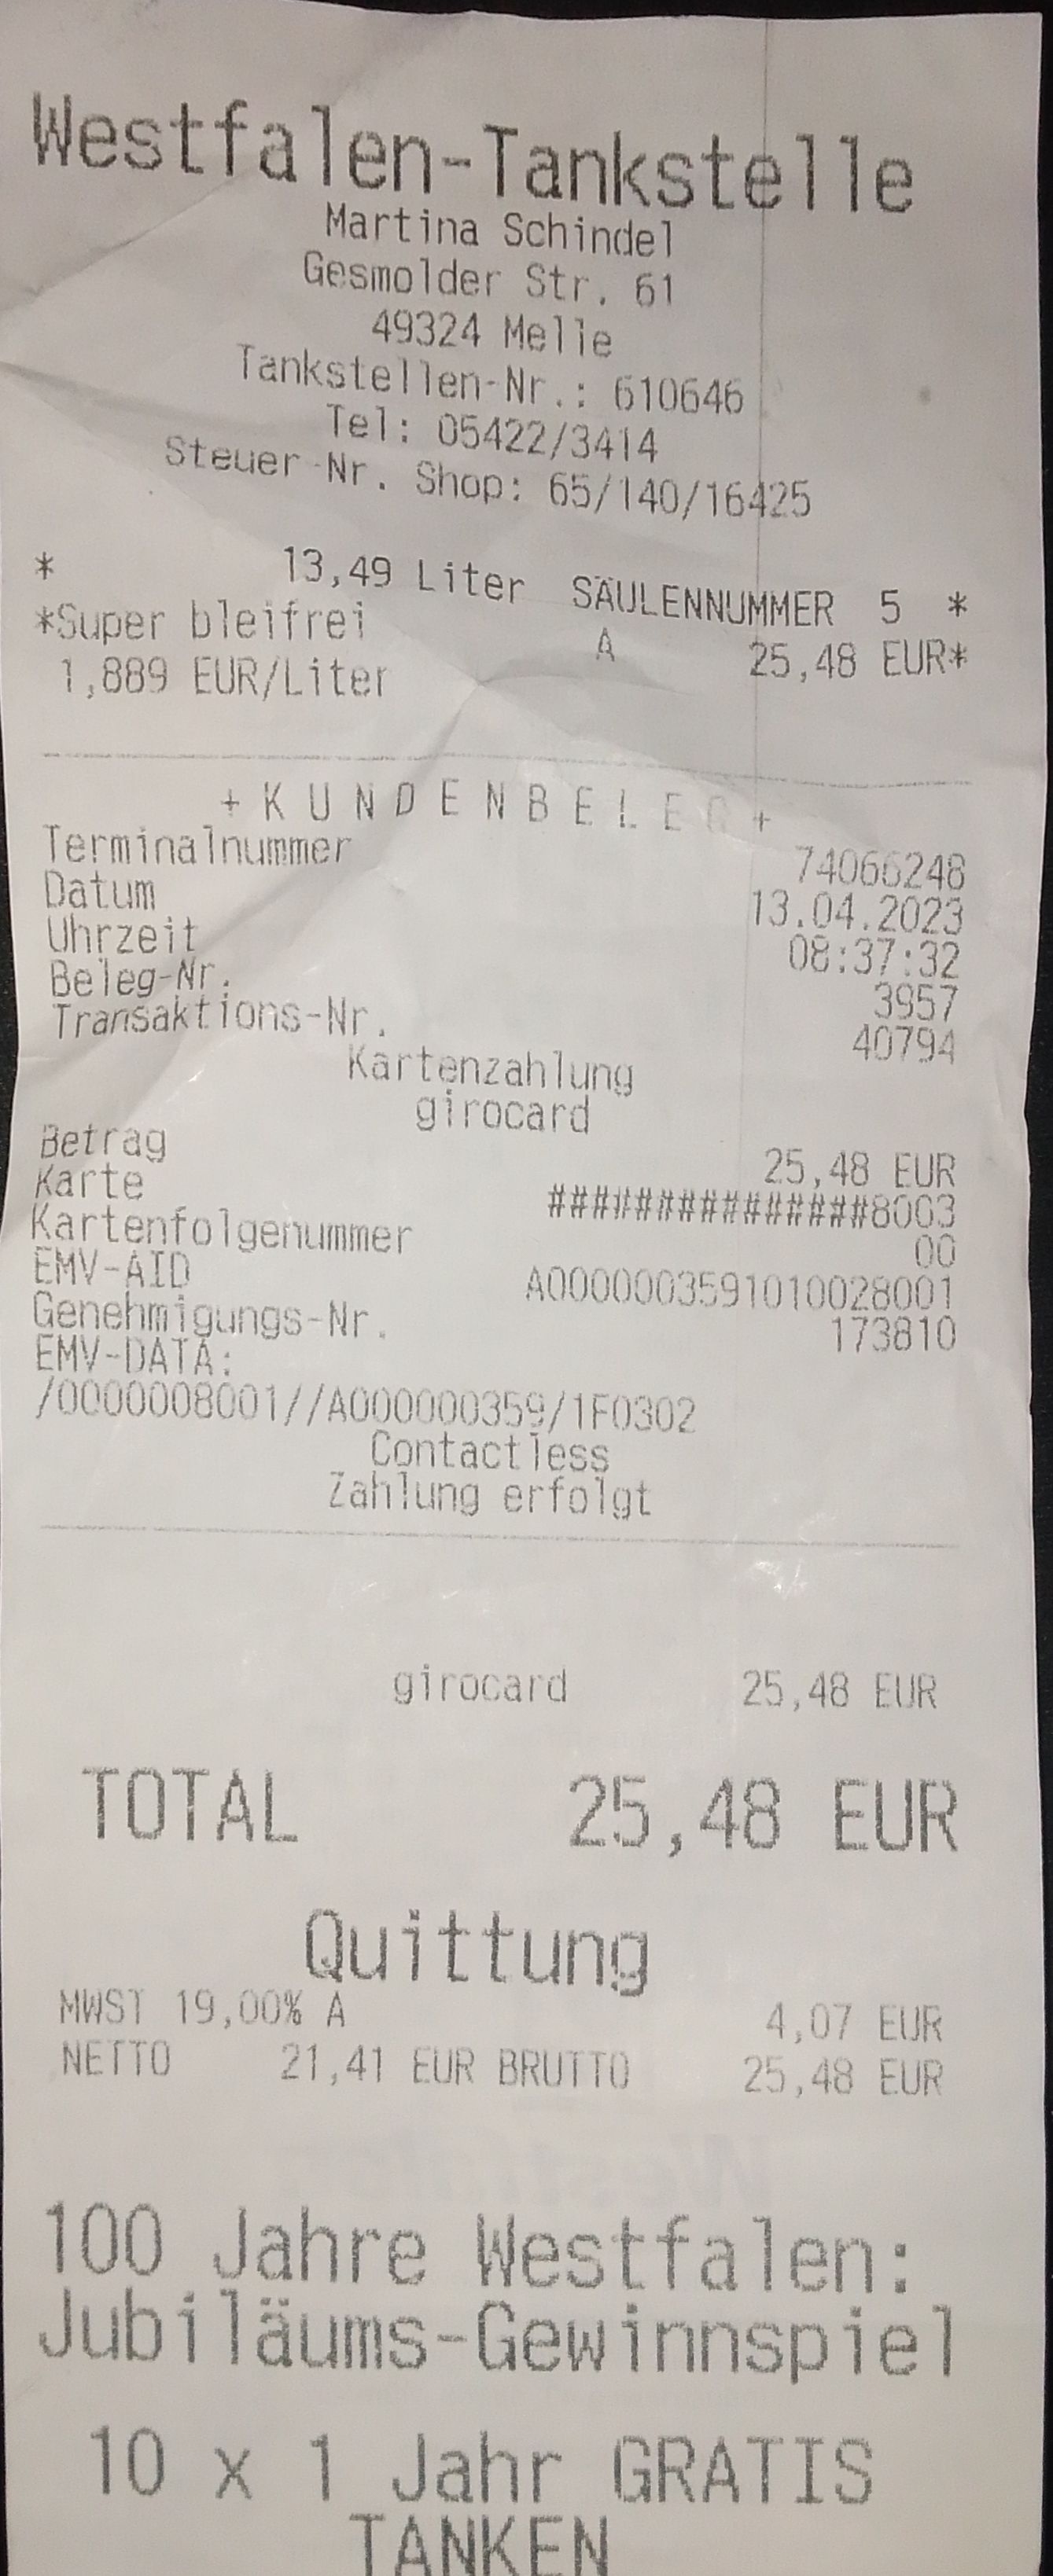 Westfalen-Tankstelle
Martina Schindel
Gesmolder Str. 61
49324 Melle
Tankstellen-Nr.: 610646
Tel: 05422/3414
Steuer-Nr. Shop: 65/140/16425
* 13,49 Liter SÄULENNUMMER 5 *
*Super bleifrei A 25,48 EUR*
1,889 EUR/Liter
+ K U N D E N B E L E G +
Terminalnummer 74066248
Datum 13.04.2023
Uhrzeit 08:37:32
Beleg-Nr. 3957
Transaktions-Nr. 40794
Kartenzahlung
girocard
Betrag 25,48 EUR
Karte ###############8003
Kartenfolgenummer 00
EMV-AID A0000003591010028001
Genehmigungs-Nr. 173810
EMV-DATA:
/0000008001//A000000359/1F0302
Contactless
Zahlung erfolgt
girocard 25,48 EUR
TOTAL 25,48 EUR
Quittung
MWST 19,00% A 4,07 EUR
NETTO 21,41 EUR BRUTTO 25,48 EUR
100 Jahre Westfalen:
Jubiläums-Gewinnspiel
10 x 1 Jahr GRATIS
TANKEN